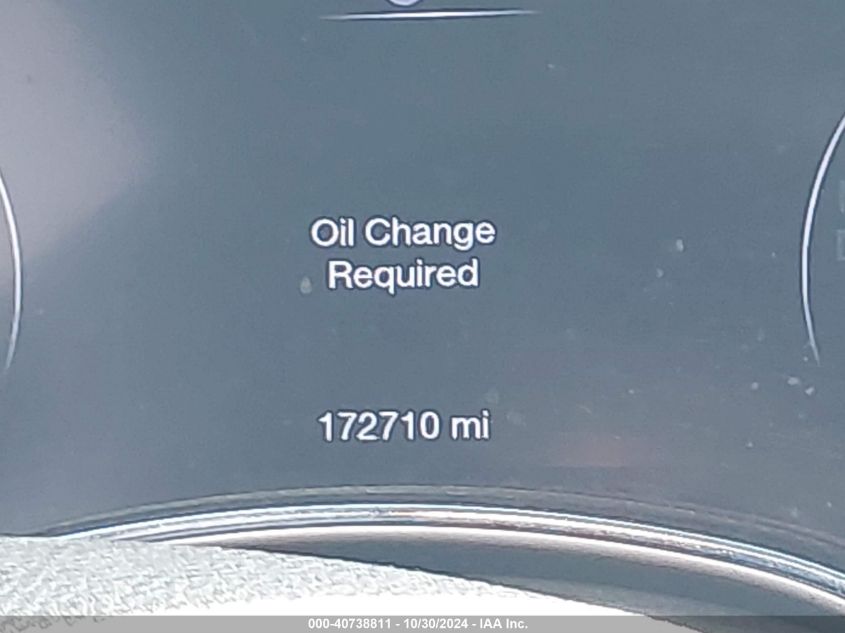 Oil Change
Required
172710 mi
000-40738811 - 10/30/2024 - IAA Inc.